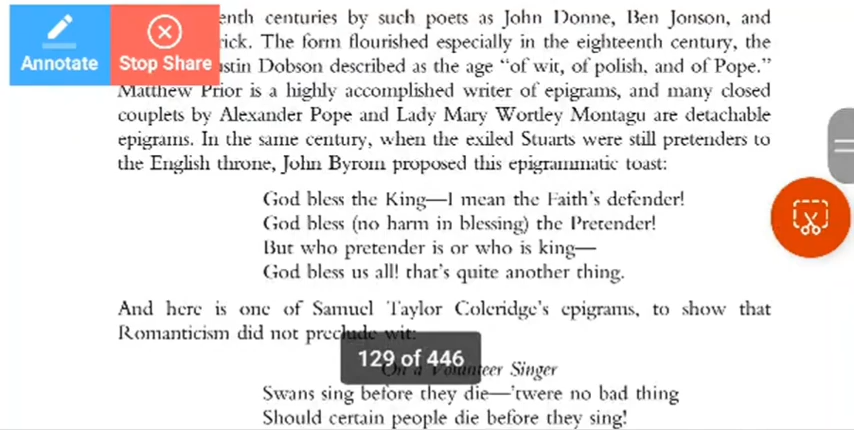 enth centuries by such poets as John Donne, Ben Jonson, and
rick. The form flourished especially in the eighteenth century, the
Annotate Stop Share stin Dobson described as the age “of wit, of polish, and of Pope.”
Matthew Prior is a highly accomplished writer of epigrams, and many closed
couplets by Alexander Pope and Lady Mary Wortley Montagu are detachable
epigrams. In the same century, when the exiled Stuarts were still pretenders to
the English throne, John Byrom proposed this epigrammatic toast:
God bless the King—I mean the Faith’s defender!
God bless (no harm in blessing) the Pretender!
But who pretender is or who is king—
God bless us all! that’s quite another thing.
And here is one of Samuel Taylor Coleridge’s epigrams, to show that
Romanticism did not preclude wit:
129 of 446
On a Volunteer Singer
Swans sing before they die—’twere no bad thing
Should certain people die before they sing!